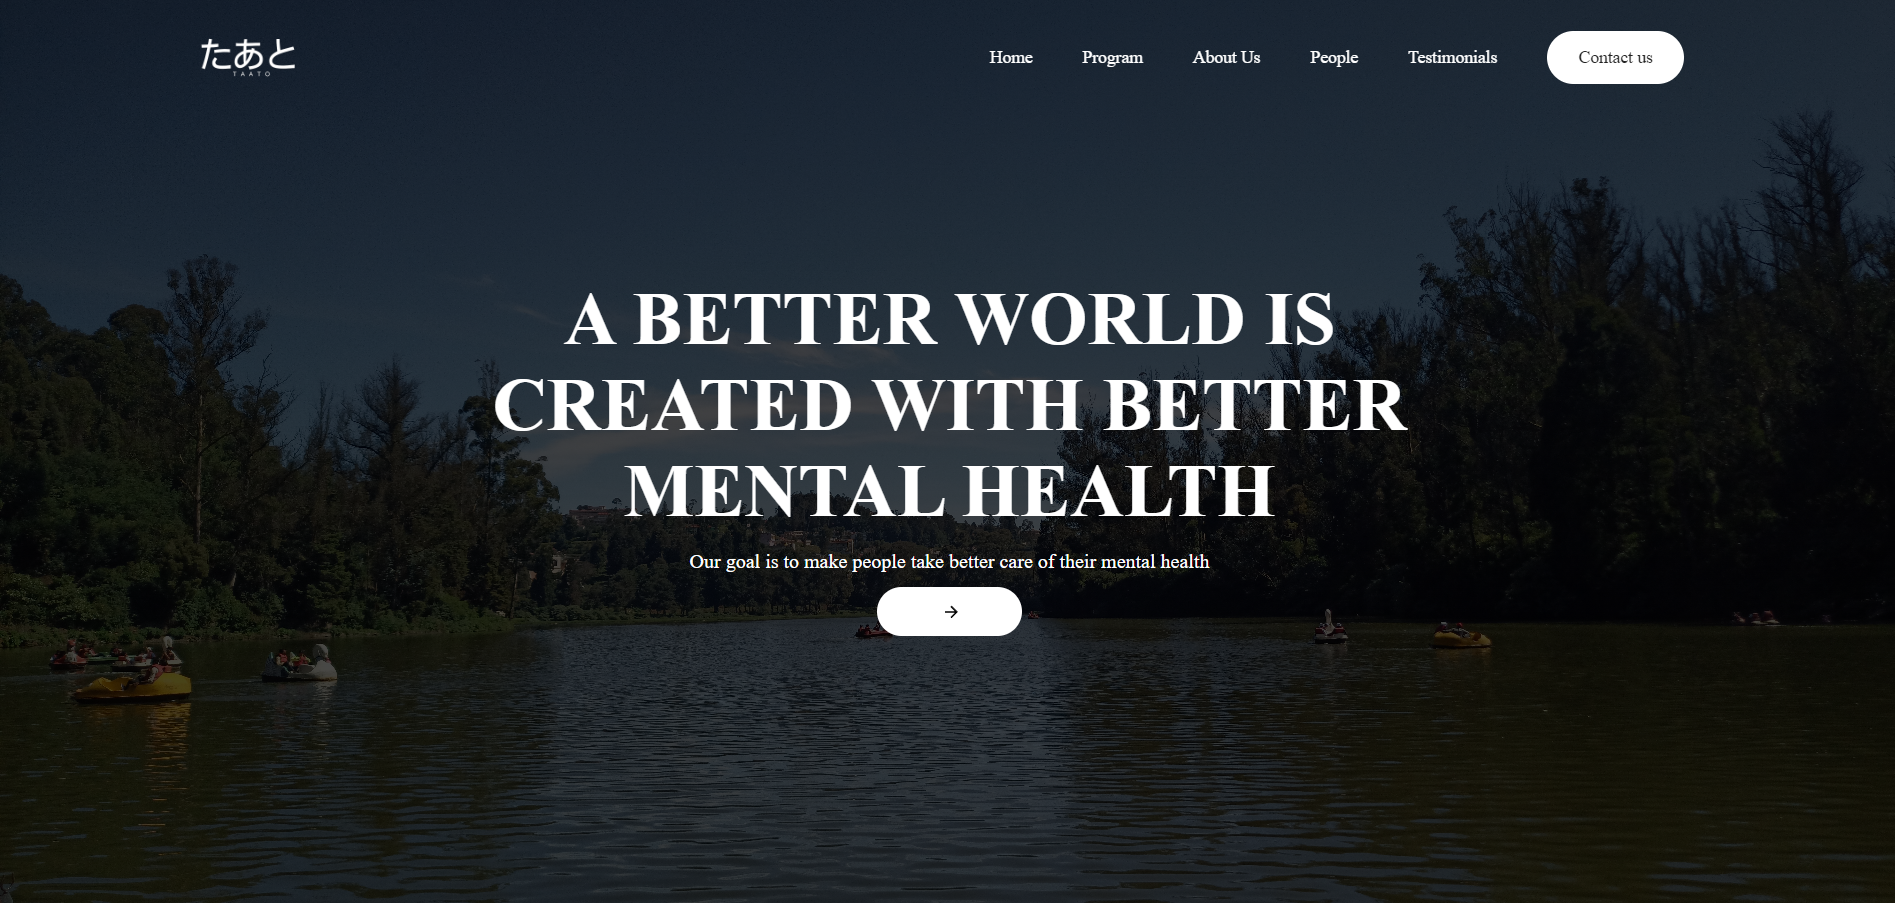 たあと
TAATO
Home Program About Us People Testimonials Contact us
A BETTER WORLD IS
CREATED WITH BETTER
MENTAL HEALTH
Our goal is to make people take better care of their mental health